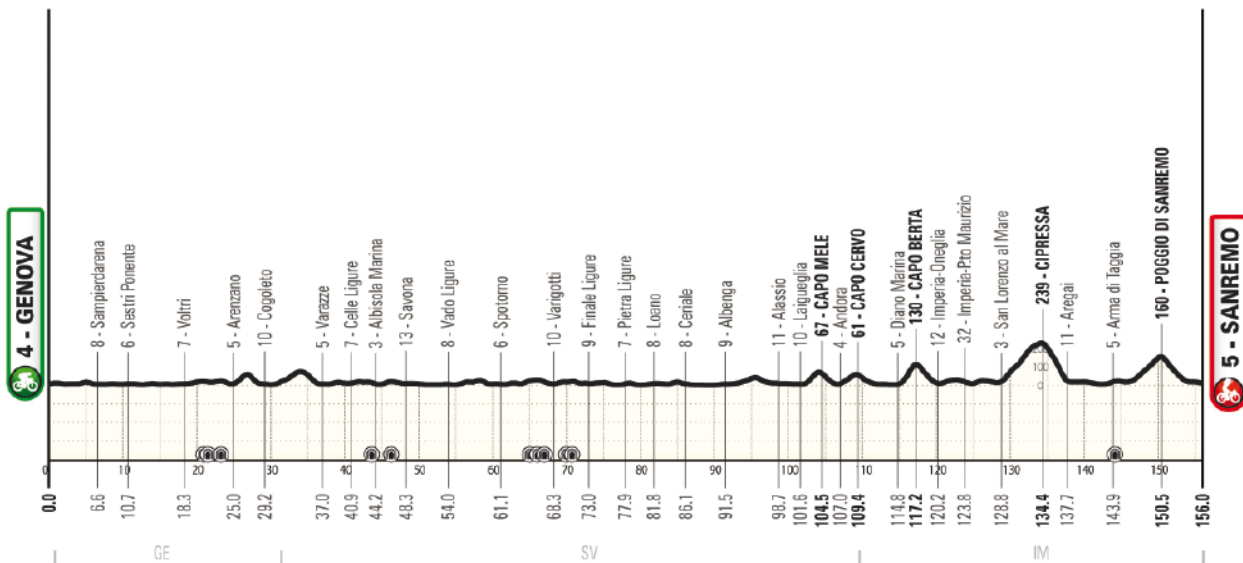 4 - GENOVA
8 - Sampierdarena
6 - Sestri Ponente
7 - Voltri
5 - Arenzano
10 - Cogoleto
5 - Varazze
7 - Celle Ligure
3 - Albisola Marina
13 - Savona
8 - Vado Ligure
6 - Spotorno
10 - Varigotti
9 - Finale Ligure
7 - Pietra Ligure
8 - Loano
8 - Ceriale
9 - Albenga
11 - Alassio
10 - Laigueglia
67 - CAPO MELE
4 - Andora
61 - CAPO CERVO
5 - Diano Marina
130 - CAPO BERTA
12 - Imperia-Oneglia
32 - Imperia-P.to Maurizio
3 - San Lorenzo al Mare
239 - CIPRESSA
11 - Aregai
5 - Arma di Taggia
160 - POGGIO DI SANREMO
5 - SANREMO
200
100
0
0 10 20 30 40 50 60 70 80 90 100 110 120 130 140 150
0.0 6.6 10.7 18.3 25.0 29.2 37.0 40.9 44.2 48.3 54.0 61.1 68.3 73.0 77.9 81.8 86.1 91.5 98.7 101.6 104.5 107.0 109.4 114.8 117.2 120.2 123.8 128.8 134.4 137.7 143.9 150.5 156.0
GE SV IM